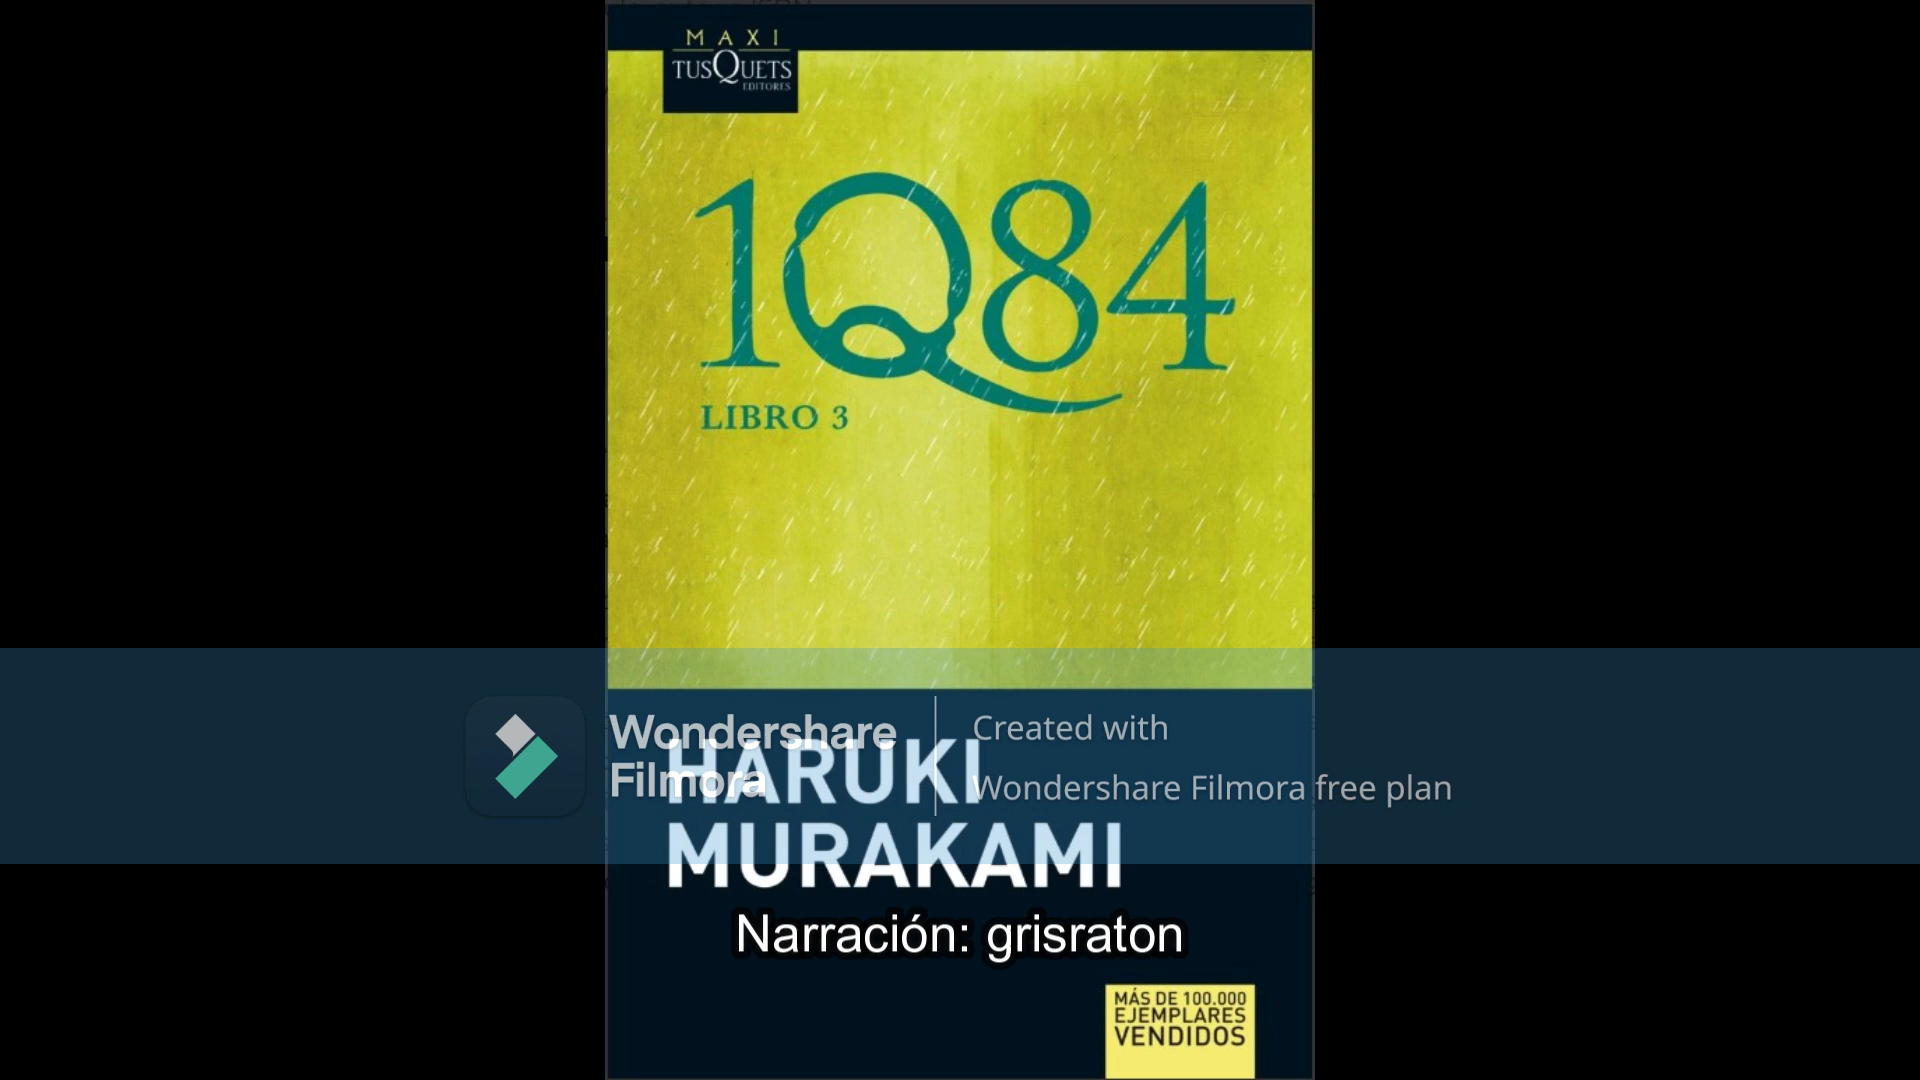 MAXI
TUSQUETS
EDITORES
1Q84
LIBRO 3
Wondershare
Filmora
Created with
Wondershare Filmora free plan
HARUKI
MURAKAMI
Narración: grisraton
MÁS DE 100.000
EJEMPLARES
VENDIDOS